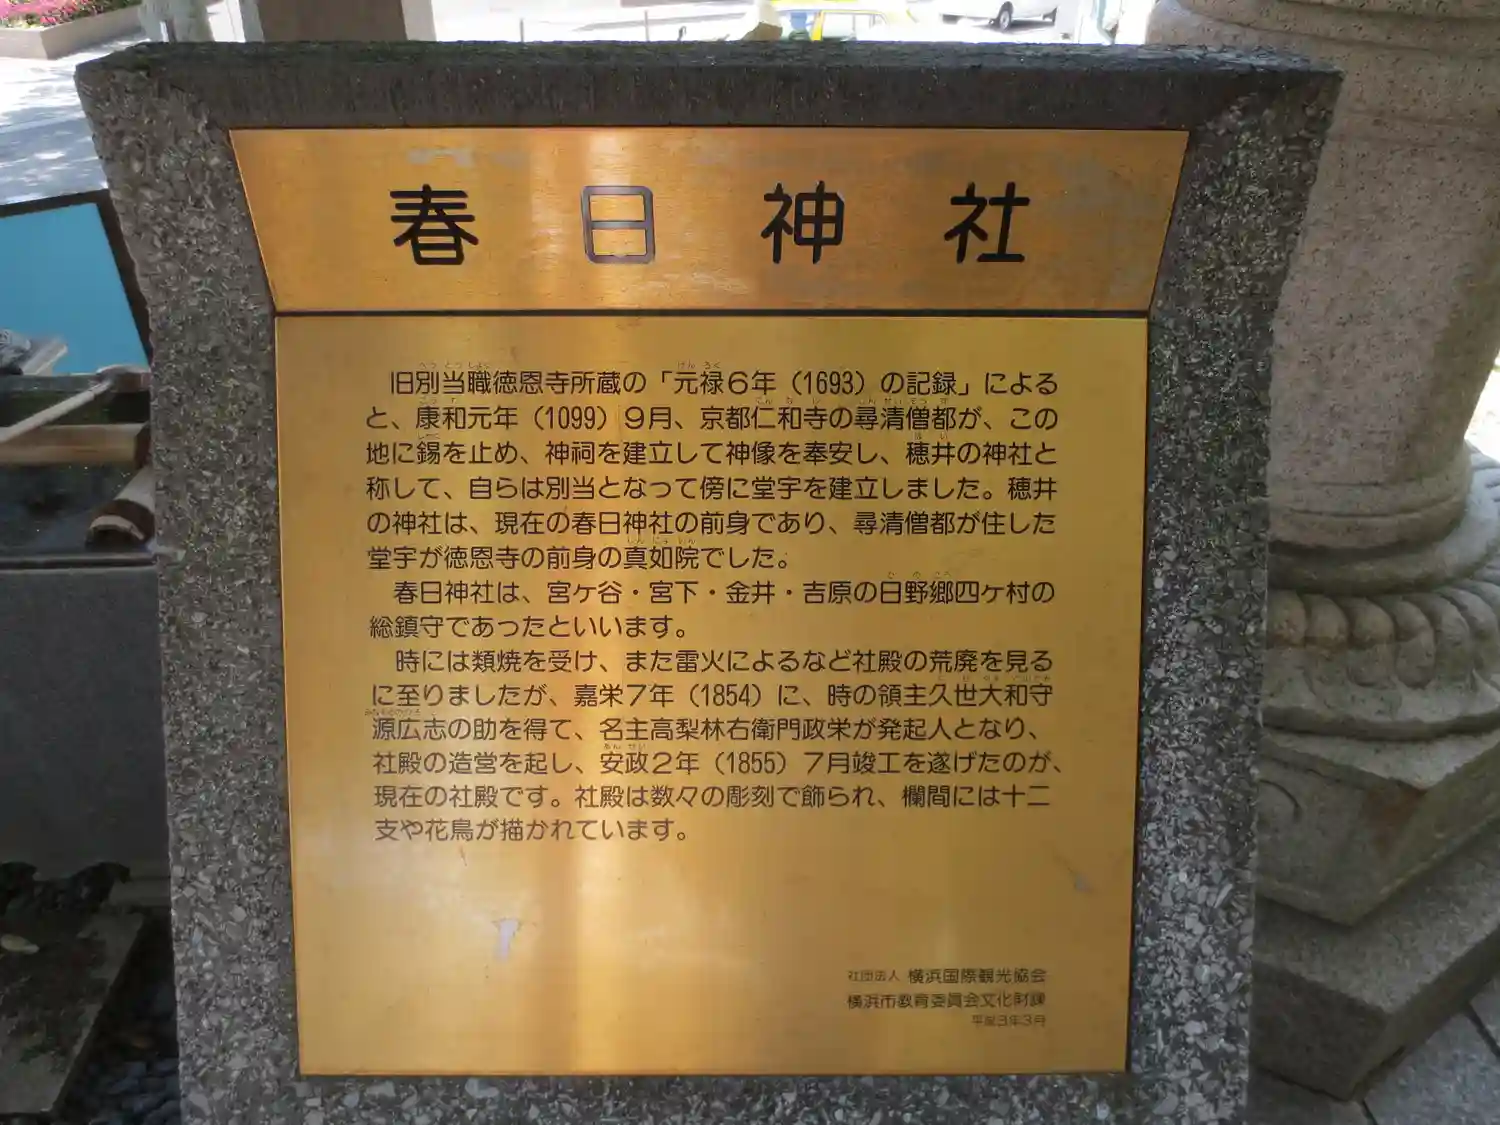 春日神社
旧別当職徳恩寺所蔵の「元禄6年（1693）の記録」による
と、康和元年（1099）9月、京都仁和寺の尋清僧都が、この
地に錫を止め、神祠を建立して神像を奉安し、穂井の神社と
称して、自らは別当となって傍に堂宇を建立しました。穂井
の神社は、現在の春日神社の前身であり、尋清僧都が住した
堂宇が徳恩寺の前身の真如院でした。
春日神社は、宮ケ谷・宮下・金井・吉原の日野郷四ケ村の
総鎮守であったといいます。
時には類焼を受け、また雷火によるなど社殿の荒廃を見る
に至りましたが、嘉栄7年（1854）に、時の領主久世大和守
源広志の助を得て、名主高梨林右衛門政栄が発起人となり、
社殿の造営を起し、安政2年（1855）7月竣工を遂げたのが、
現在の社殿です。社殿は数々の彫刻で飾られ、欄間には十二
支や花鳥が描かれています。
社団法人 横浜国際観光協会
横浜市教育委員会文化財課
平成3年3月